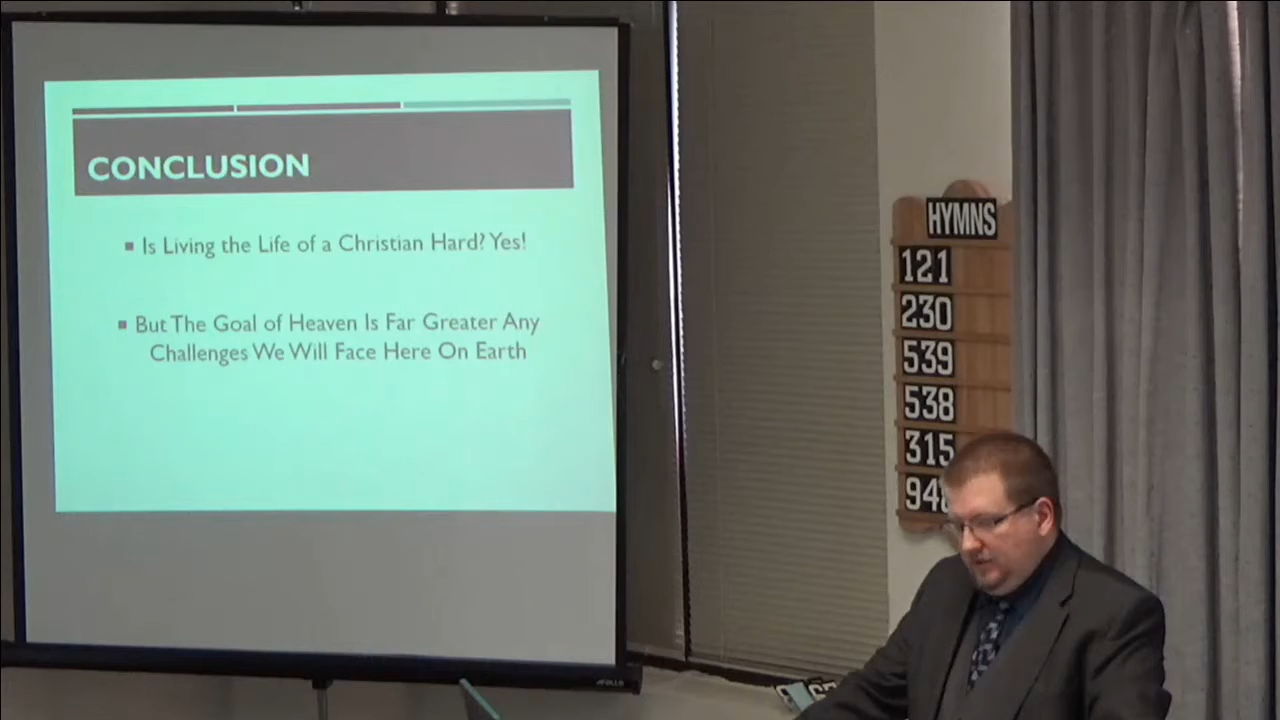 CONCLUSION
Is Living the Life of a Christian Hard? Yes!
But The Goal of Heaven Is Far Greater Any
Challenges We Will Face Here On Earth
HYMNS
121
230
539
538
315